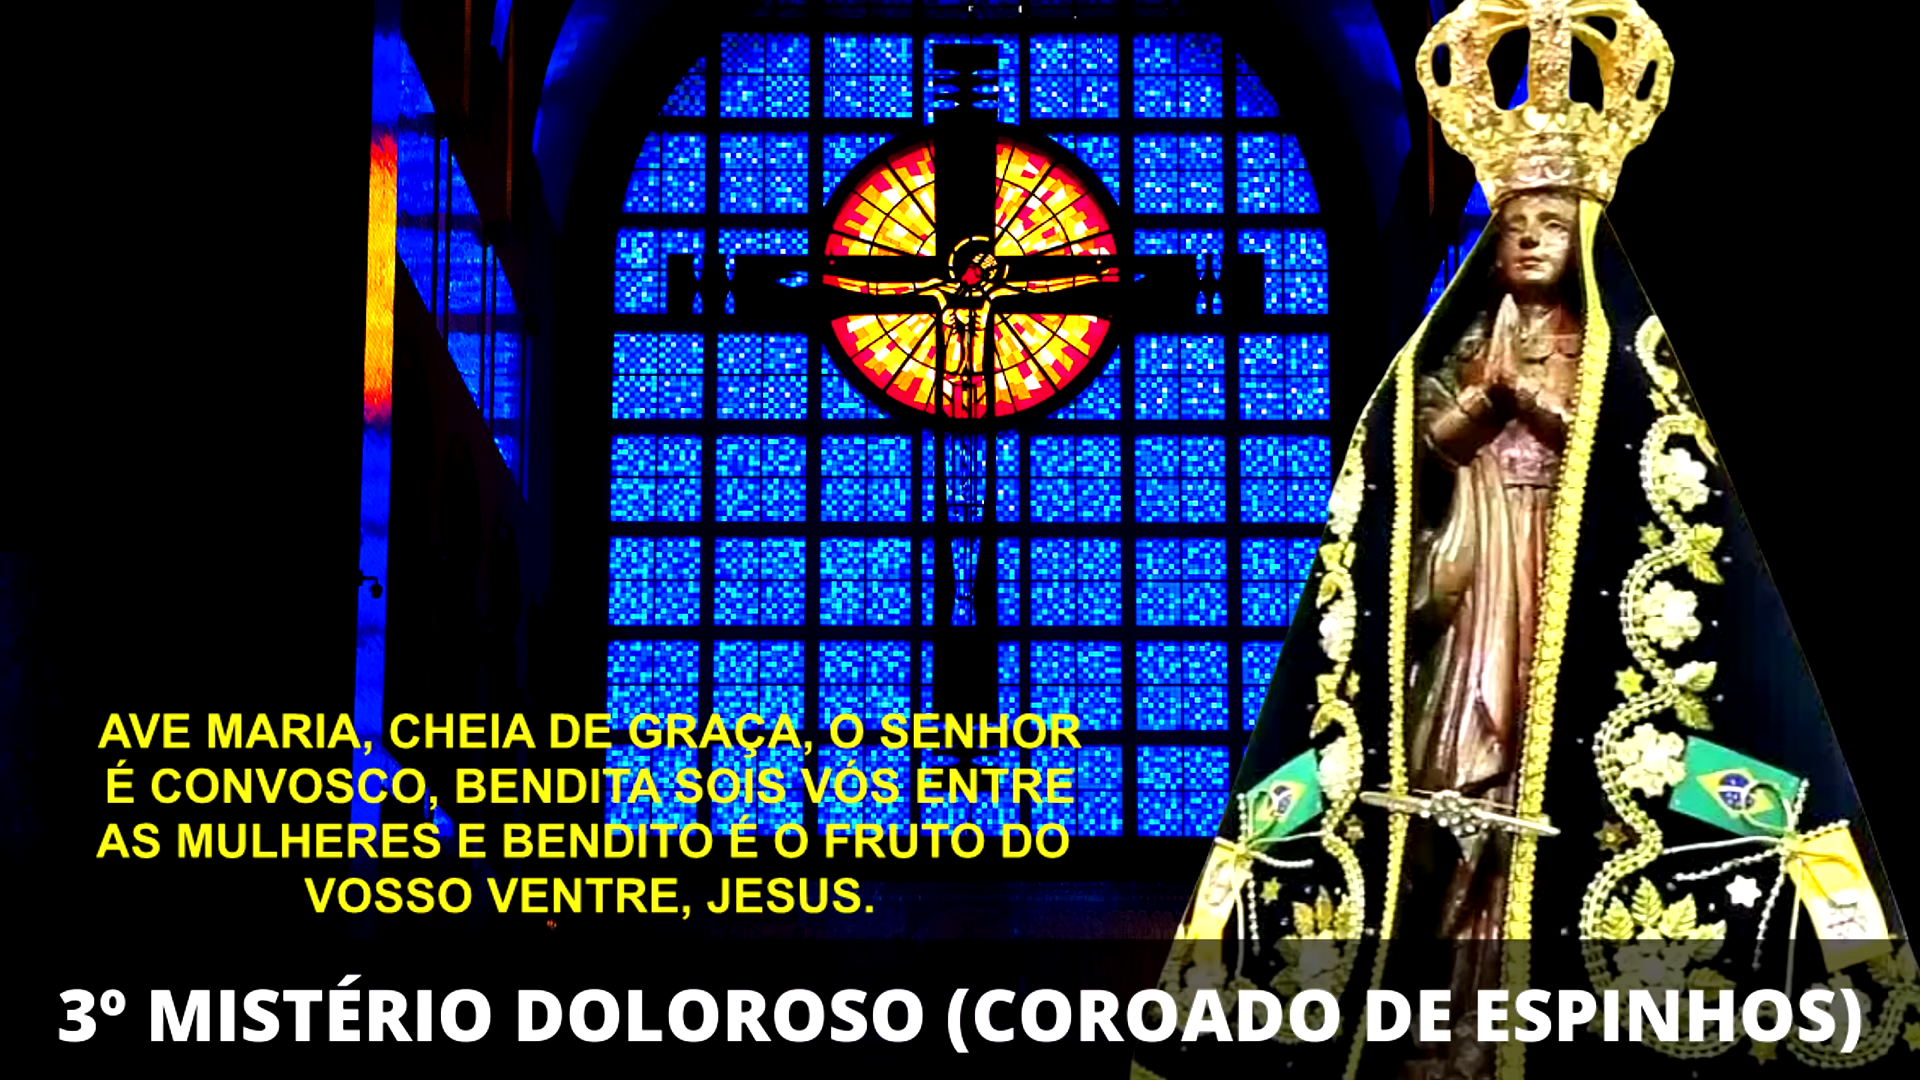 AVE MARIA, CHEIA DE GRAÇA, O SENHOR
É CONVOSCO, BENDITA SOIS VÓS ENTRE
AS MULHERES E BENDITO É O FRUTO DO
VOSSO VENTRE, JESUS.
3º MISTÉRIO DOLOROSO (COROADO DE ESPINHOS)